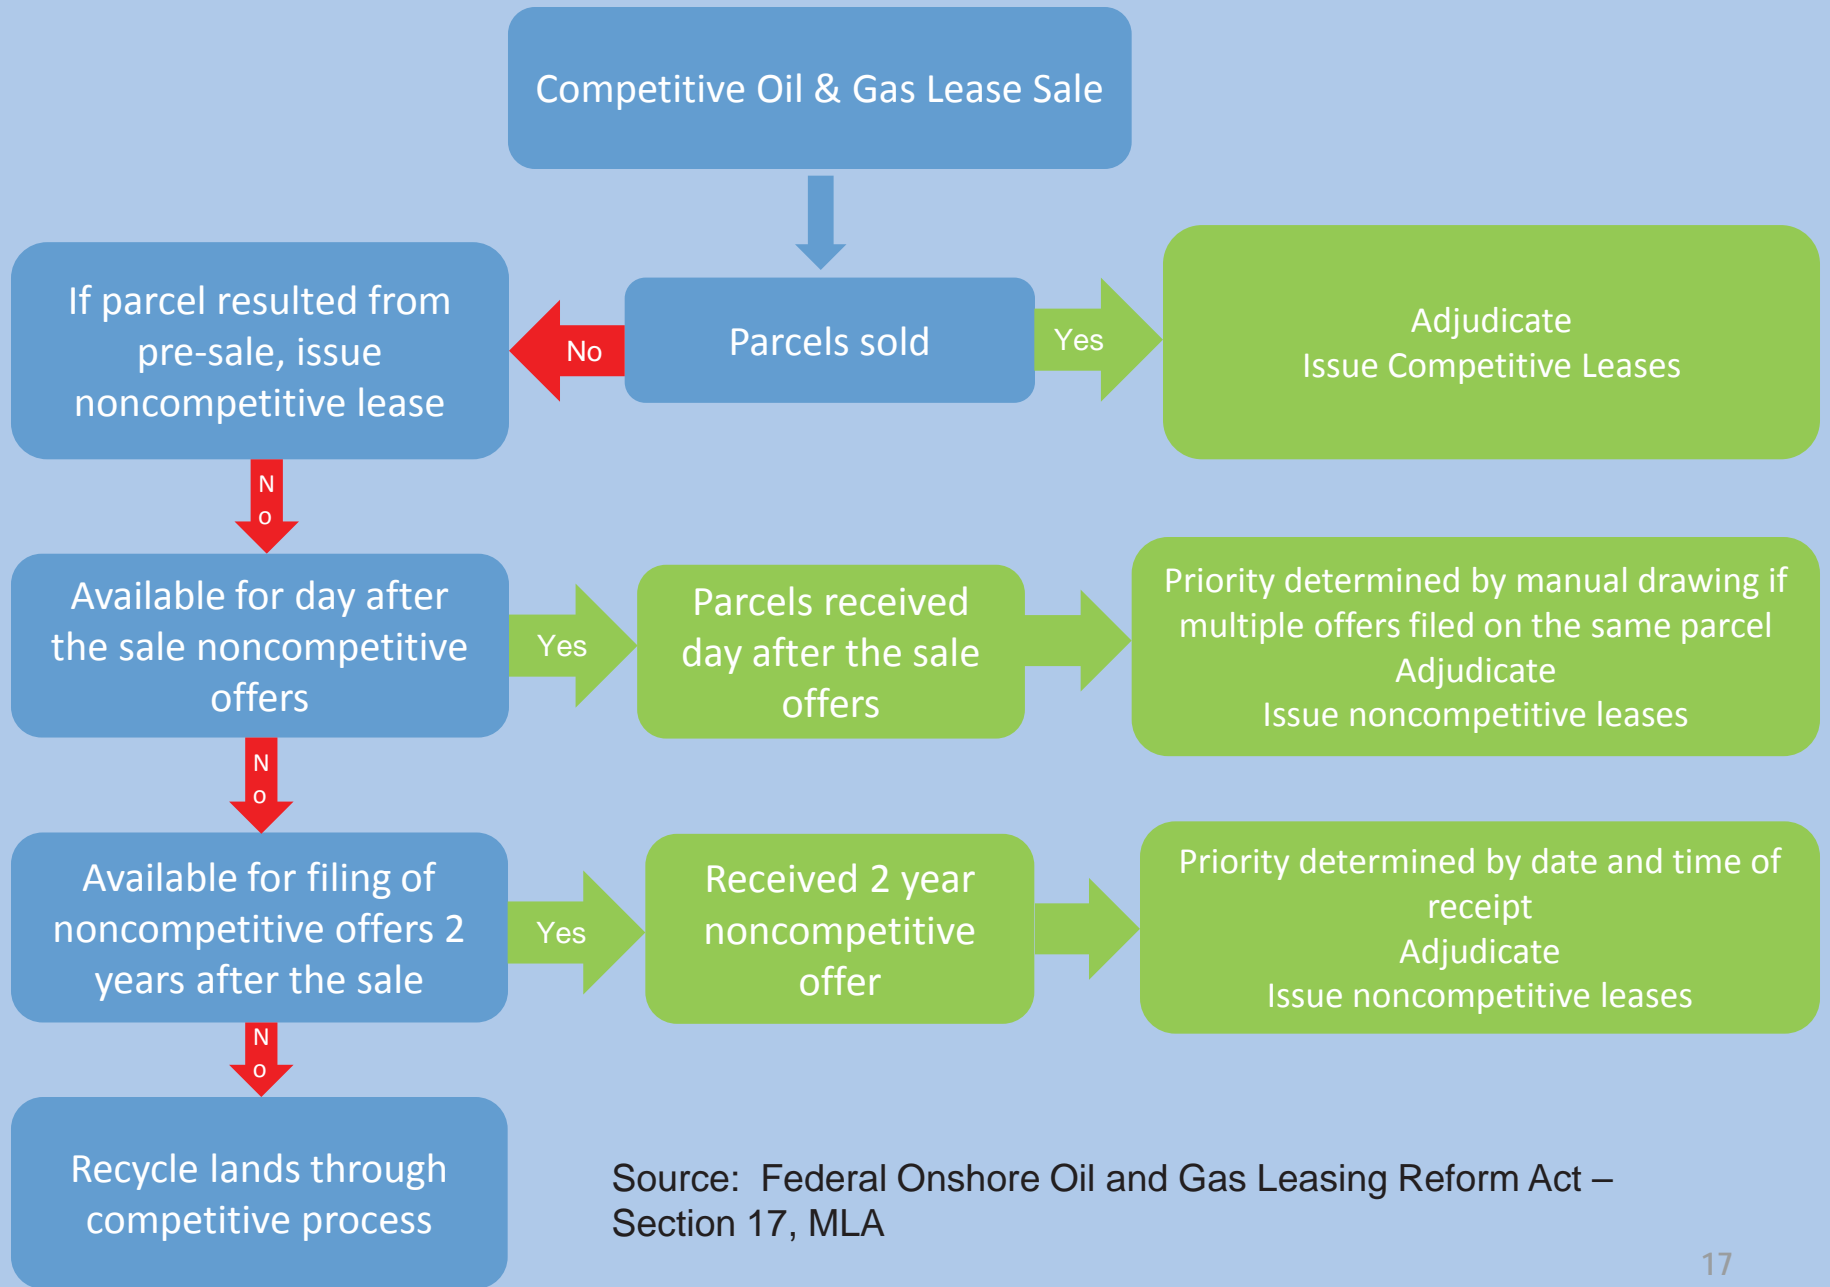 Competitive Oil & Gas Lease Sale
If parcel resulted from
pre-sale, issue
noncompetitive lease
No
Parcels sold
Yes
Adjudicate
Issue Competitive Leases
N
o
Available for day after
the sale noncompetitive
offers
Yes
Parcels received
day after the sale
offers
Priority determined by manual drawing if
multiple offers filed on the same parcel
Adjudicate
Issue noncompetitive leases
N
o
Available for filing of
noncompetitive offers 2
years after the sale
Yes
Received 2 year
noncompetitive
offer
Priority determined by date and time of
receipt
Adjudicate
Issue noncompetitive leases
N
o
Recycle lands through
competitive process
Source:  Federal Onshore Oil and Gas Leasing Reform Act –
Section 17, MLA
17